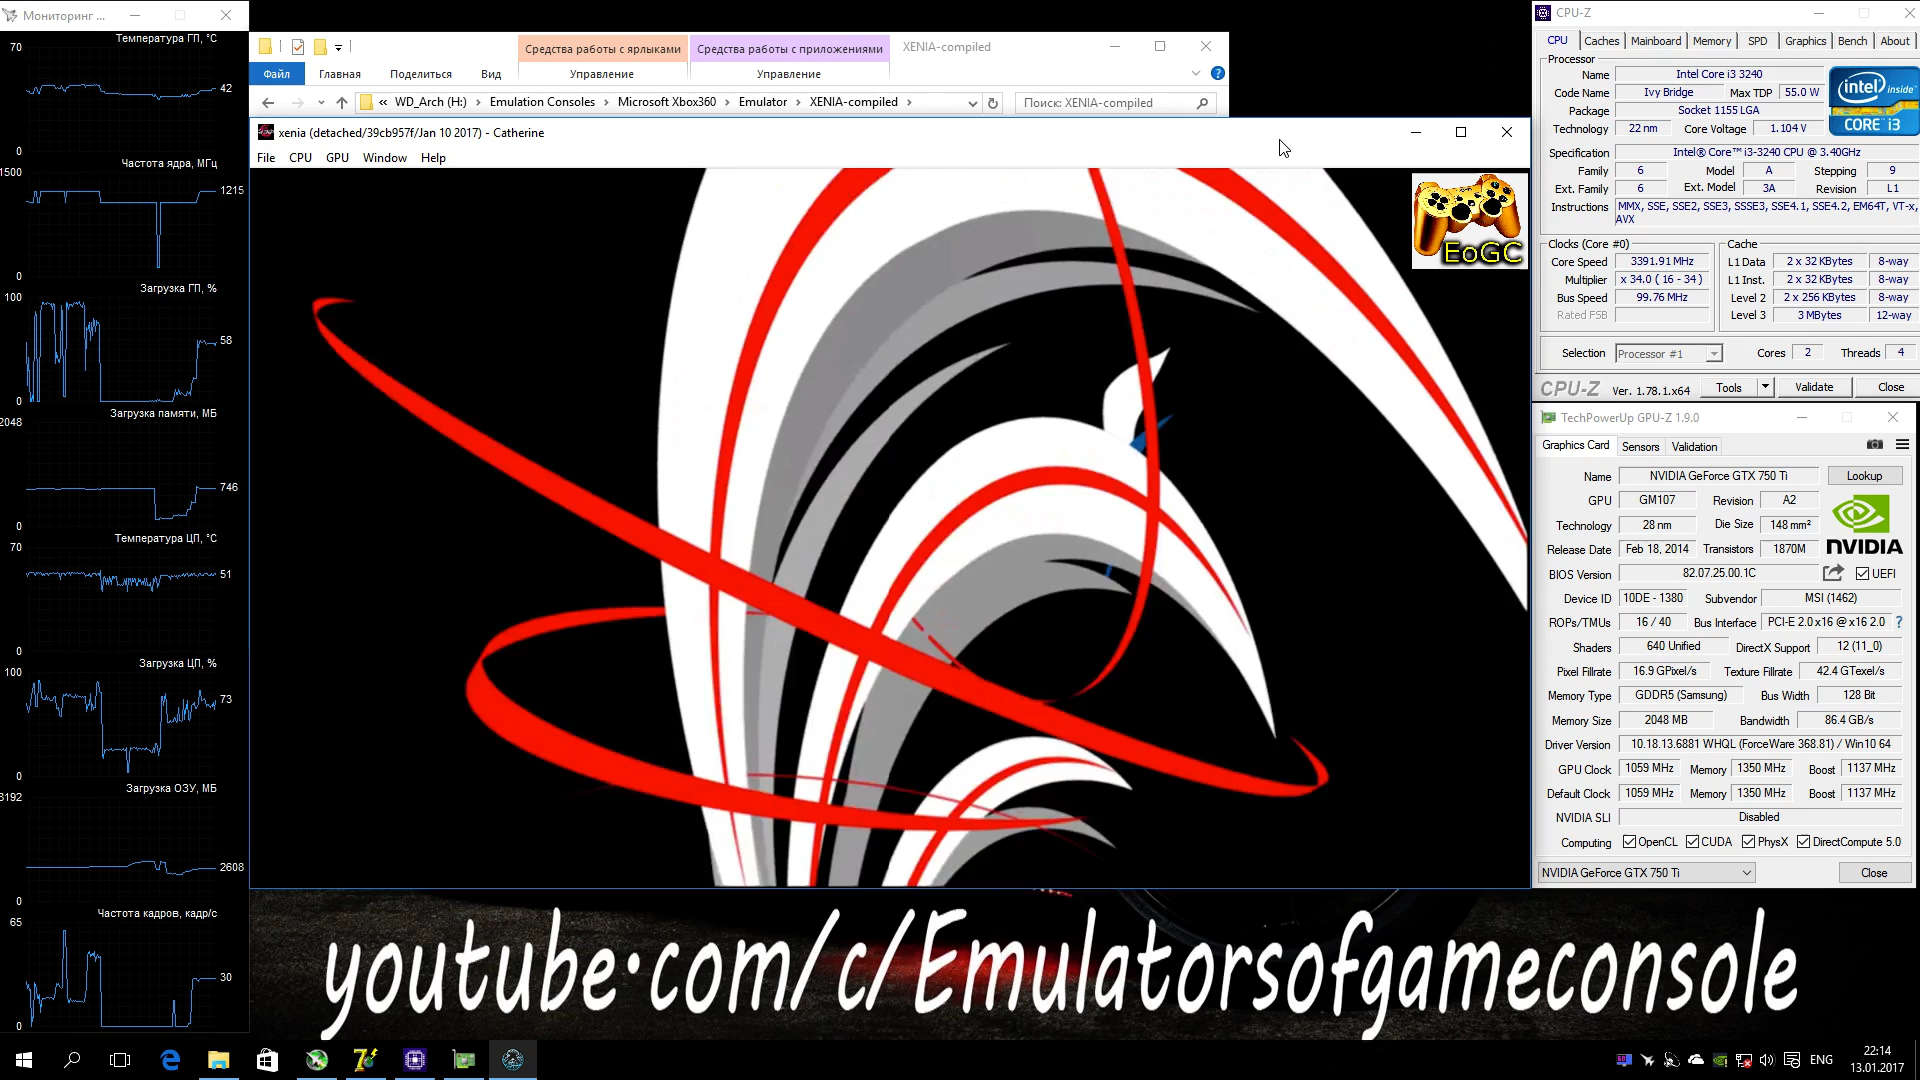 Мониторинг ...
Температура ГП, °C
70
42
0
Частота ядра, МГц
1500
1215
0
Загрузка ГП, %
100
58
0
Загрузка памяти, МБ
2048
746
0
Температура ЦП, °C
70
51
0
Загрузка ЦП, %
100
73
0
Загрузка ОЗУ, МБ
8192
2608
0
Частота кадров, кадр/с
65
30
0
Средства работы с ярлыками
Средства работы с приложениями
XENIA-compiled
Файл
Главная
Поделиться
Вид
Управление
Управление
« WD_Arch (H:) › Emulation Consoles › Microsoft Xbox360 › Emulator › XENIA-compiled ›
Поиск: XENIA-compiled
xenia (detached/39cb957f/Jan 10 2017) - Catherine
File CPU GPU Window Help
EoGC
youtube.com/c/Emulatorsofgameconsole
CPU-Z
CPU Caches Mainboard Memory SPD Graphics Bench About
Processor
Name Intel Core i3 3240
Code Name Ivy Bridge Max TDP 55.0 W
Package Socket 1155 LGA
Technology 22 nm Core Voltage 1.104 V
intel inside™
CORE i3
Specification Intel® Core™ i3-3240 CPU @ 3.40GHz
Family 6 Model A Stepping 9
Ext. Family 6 Ext. Model 3A Revision L1
Instructions MMX, SSE, SSE2, SSE3, SSSE3, SSE4.1, SSE4.2, EM64T, VT-x,
AVX
Clocks (Core #0)
Core Speed 3391.91 MHz
Multiplier x 34.0 ( 16 - 34 )
Bus Speed 99.76 MHz
Rated FSB
Cache
L1 Data 2 x 32 KBytes 8-way
L1 Inst. 2 x 32 KBytes 8-way
Level 2 2 x 256 KBytes 8-way
Level 3 3 MBytes 12-way
Selection Processor #1 Cores 2 Threads 4
CPU-Z Ver. 1.78.1.x64 Tools Validate Close
TechPowerUp GPU-Z 1.9.0
Graphics Card Sensors Validation
Name NVIDIA GeForce GTX 750 Ti Lookup
GPU GM107 Revision A2
Technology 28 nm Die Size 148 mm²
Release Date Feb 18, 2014 Transistors 1870M
NVIDIA
BIOS Version 82.07.25.00.1C UEFI
Device ID 10DE - 1380 Subvendor MSI (1462)
ROPs/TMUs 16 / 40 Bus Interface PCI-E 2.0 x16 @ x16 2.0 ?
Shaders 640 Unified DirectX Support 12 (11_0)
Pixel Fillrate 16.9 GPixel/s Texture Fillrate 42.4 GTexel/s
Memory Type GDDR5 (Samsung) Bus Width 128 Bit
Memory Size 2048 MB Bandwidth 86.4 GB/s
Driver Version 10.18.13.6881 WHQL (ForceWare 368.81) / Win10 64
GPU Clock 1059 MHz Memory 1350 MHz Boost 1137 MHz
Default Clock 1059 MHz Memory 1350 MHz Boost 1137 MHz
NVIDIA SLI Disabled
Computing OpenCL CUDA PhysX DirectCompute 5.0
NVIDIA GeForce GTX 750 Ti Close
ENG
22:14
13.01.2017